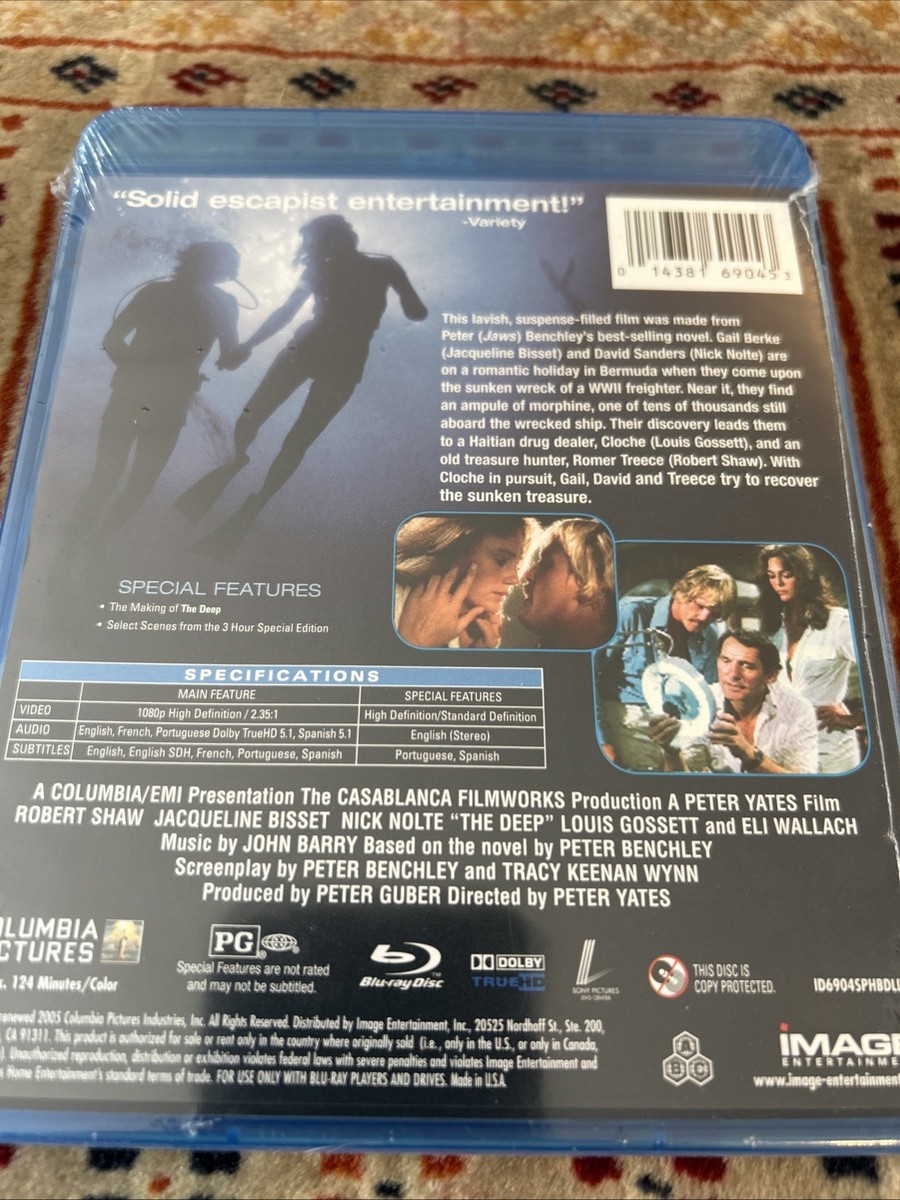 “Solid escapist entertainment!”
-Variety
0 14381 69045 3
This lavish, suspense-filled film was made from
Peter (Jaws) Benchley's best-selling novel. Gail Berke
(Jacqueline Bisset) and David Sanders (Nick Nolte) are
on a romantic holiday in Bermuda when they come upon
the sunken wreck of a WWII freighter. Near it, they find
an ampule of morphine, one of tens of thousands still
aboard the wrecked ship. Their discovery leads them
to a Haitian drug dealer, Cloche (Louis Gossett), and an
old treasure hunter, Romer Treece (Robert Shaw). With
Cloche in pursuit, Gail, David and Treece try to recover
the sunken treasure.
SPECIAL FEATURES
• The Making of The Deep
• Select Scenes from the 3 Hour Special Edition
SPECIFICATIONS
MAIN FEATURE SPECIAL FEATURES
VIDEO 1080p High Definition / 2.35:1 High Definition/Standard Definition
AUDIO English, French, Portuguese Dolby TrueHD 5.1, Spanish 5.1 English (Stereo)
SUBTITLES English, English SDH, French, Portuguese, Spanish Portuguese, Spanish
A COLUMBIA/EMI Presentation The CASABLANCA FILMWORKS Production A PETER YATES Film
ROBERT SHAW JACQUELINE BISSET NICK NOLTE “THE DEEP” LOUIS GOSSETT and ELI WALLACH
Music by JOHN BARRY Based on the novel by PETER BENCHLEY
Screenplay by PETER BENCHLEY and TRACY KEENAN WYNN
Produced by PETER GUBER Directed by PETER YATES
LUMBIA
CTURES
. 124 Minutes/Color
PG
Special Features are not rated
and may not be subtitled.
Blu-ray Disc
DOLBY
TRUEHD
SONY PICTURES
DVD CENTER
THIS DISC IS
COPY PROTECTED.
ID6904SPHBD
renewed 2005 Columbia Pictures Industries, Inc. All Rights Reserved. Distributed by Image Entertainment, Inc., 20525 Nordhoff St., Ste. 200,
, CA 91311. This product is authorized for sale or rent only in the country where originally sold (i.e., only in the U.S., or only in Canada,
). Unauthorized reproduction, distribution or exhibition violates federal laws with severe penalties and violates Image Entertainment and
s Home Entertainment's standard terms of trade. FOR USE ONLY WITH BLU-RAY PLAYERS AND DRIVES. Made in U.S.A.
A
B C
iMAGE
ENTERTAINME
www.image-entertainment